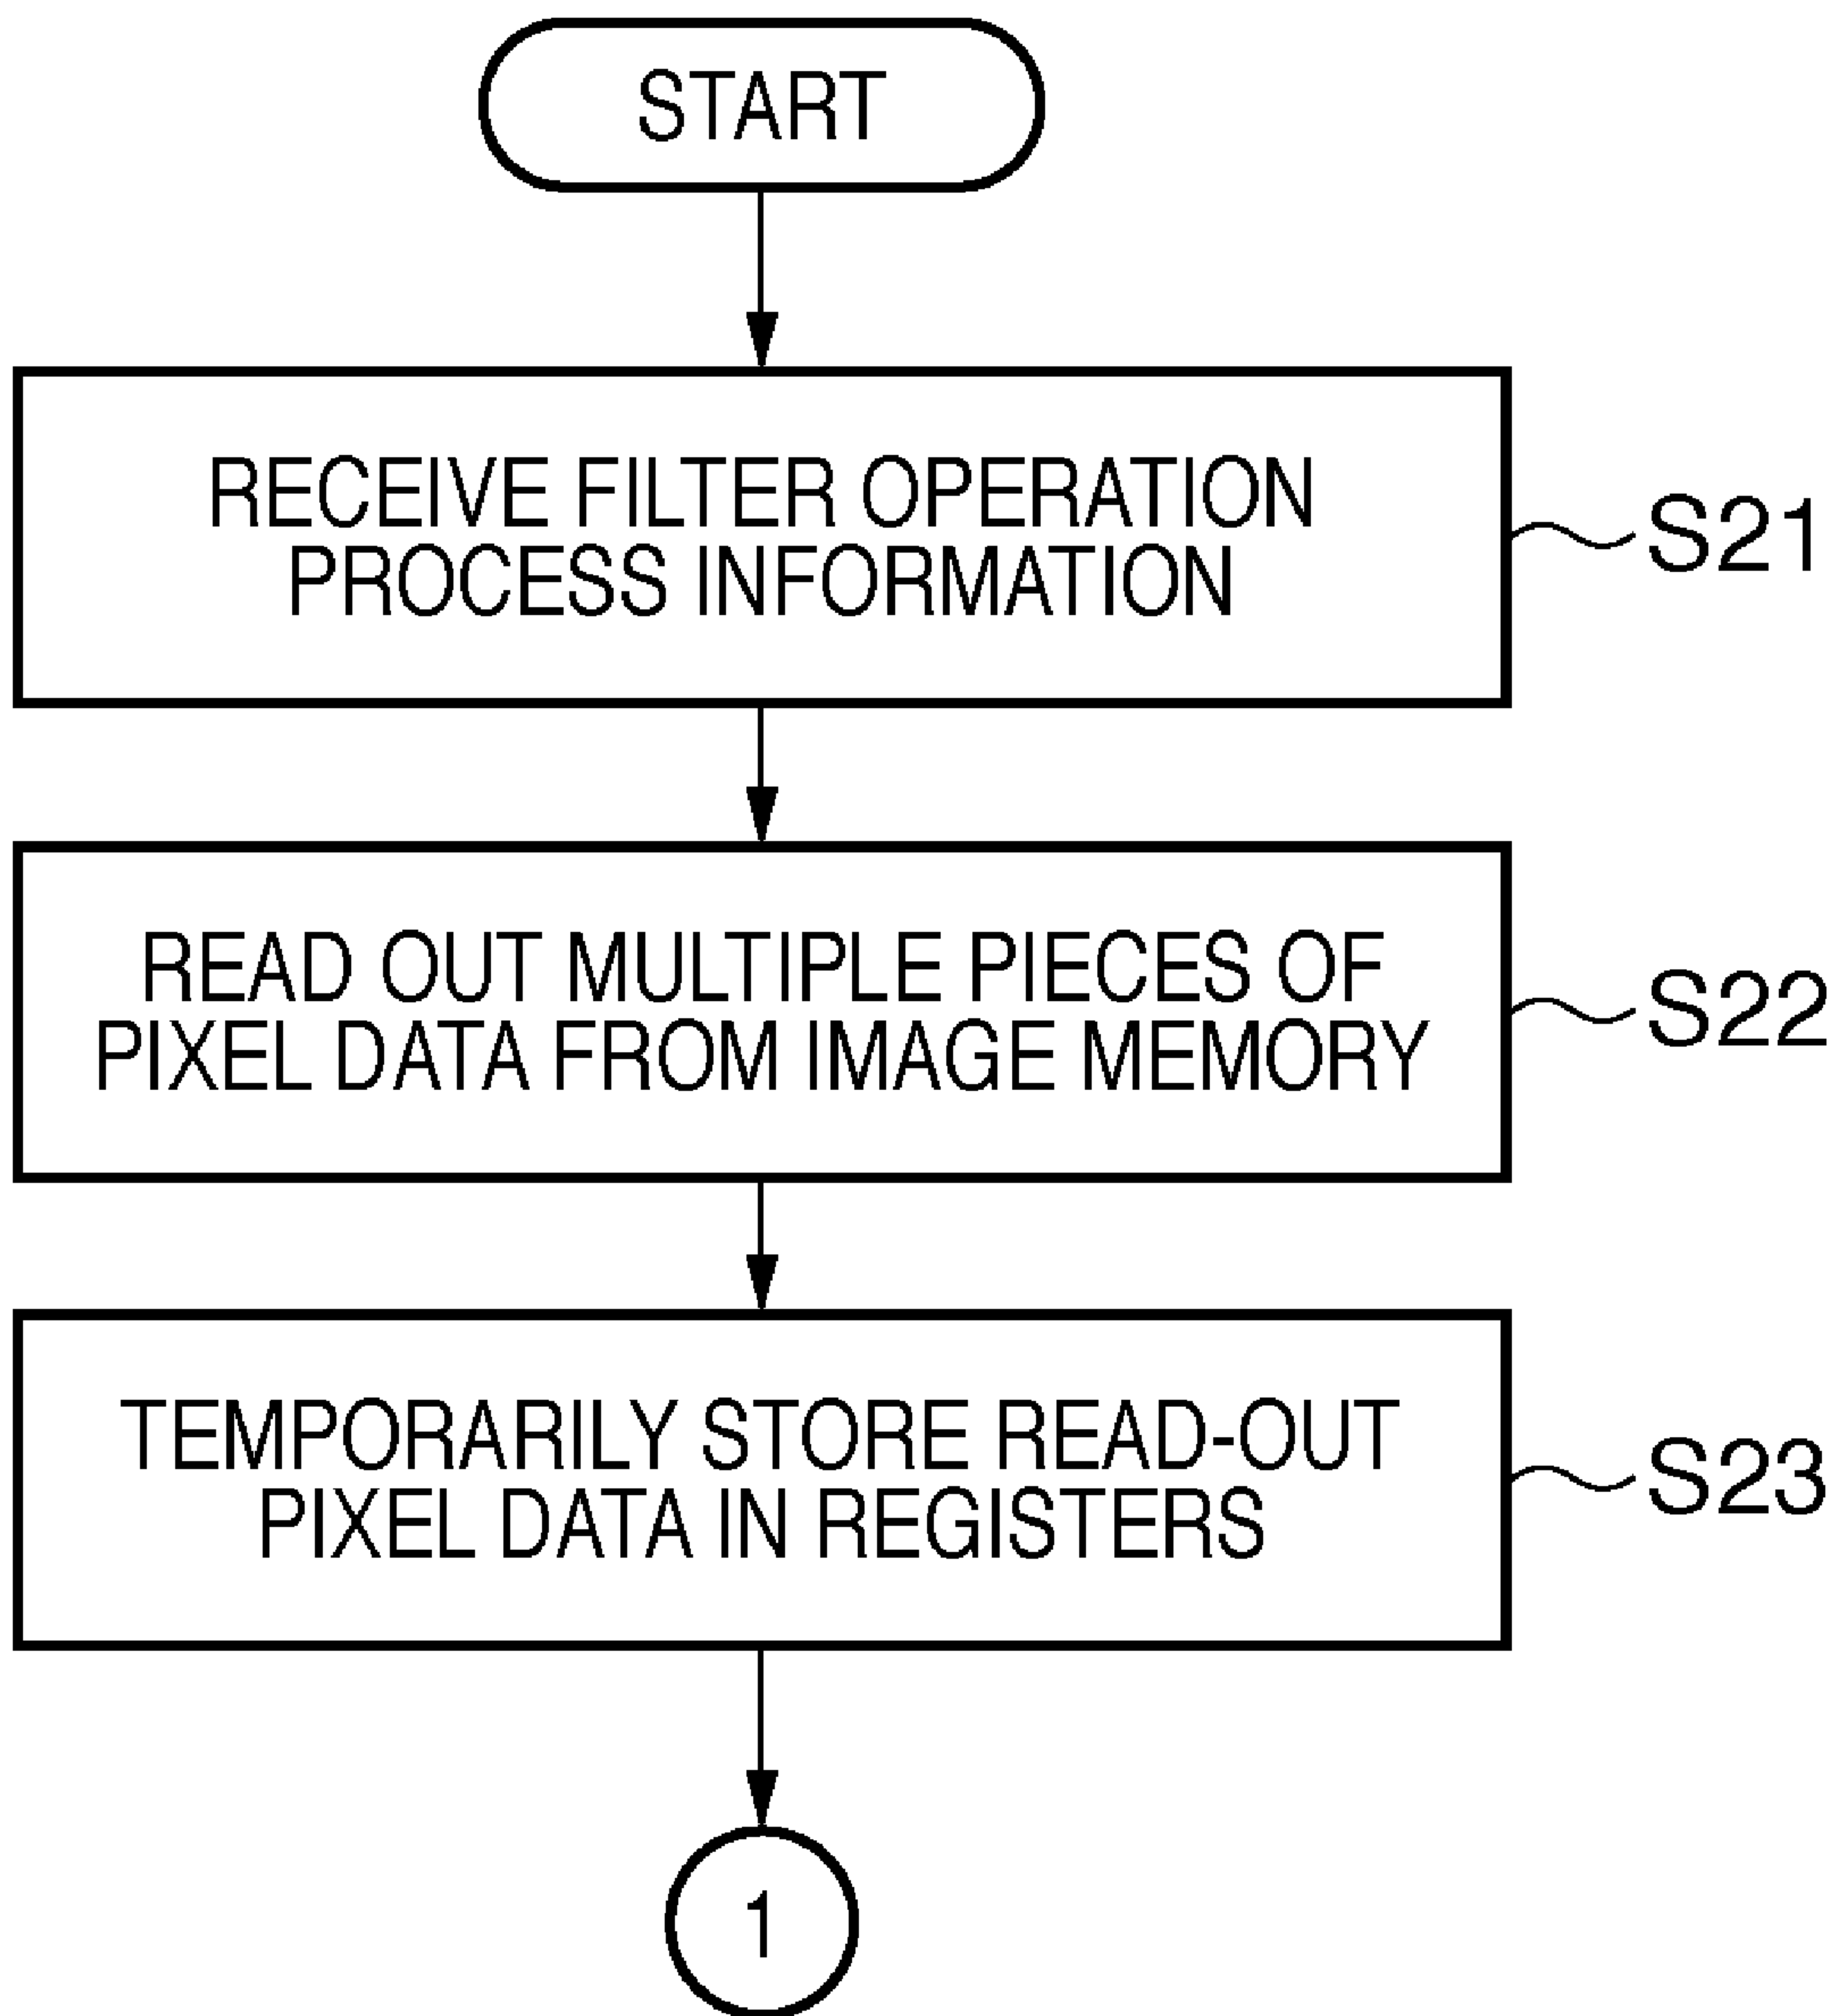 START
RECEIVE FILTER OPERATION
PROCESS INFORMATION
S21
READ OUT MULTIPLE PIECES OF
PIXEL DATA FROM IMAGE MEMORY
S22
TEMPORARILY STORE READ-OUT
PIXEL DATA IN REGISTERS
S23
1